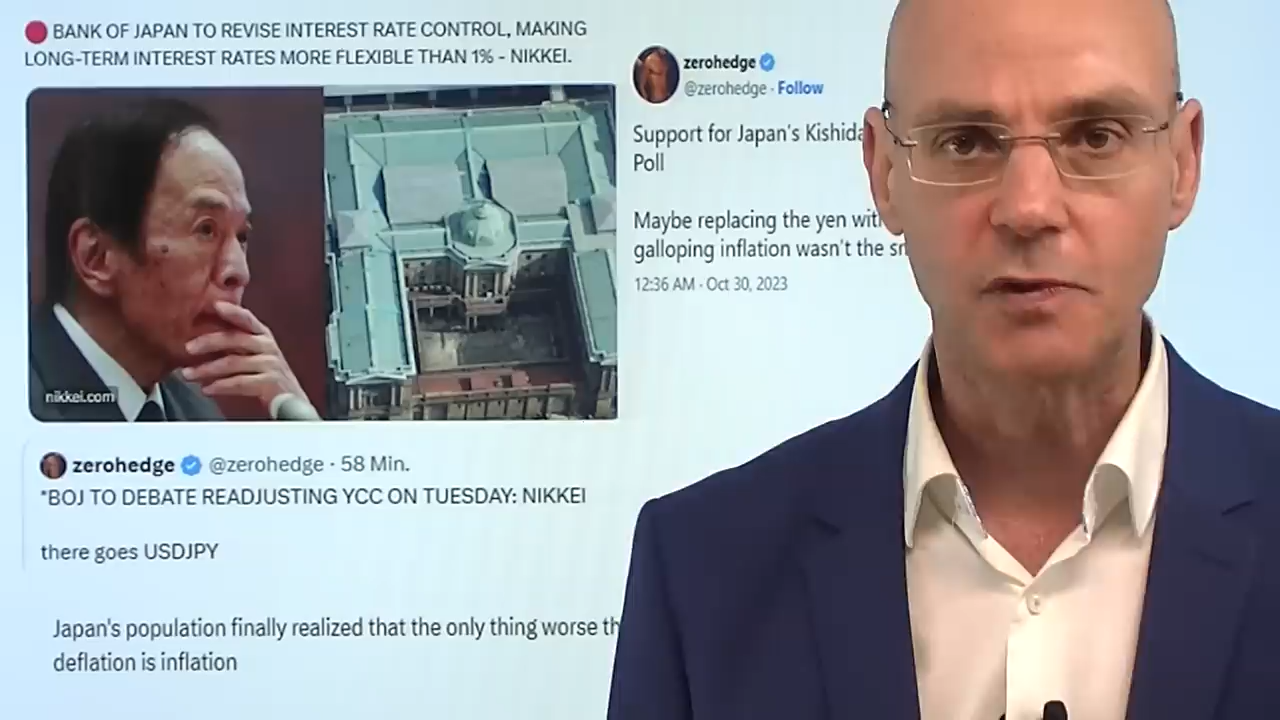 BANK OF JAPAN TO REVISE INTEREST RATE CONTROL, MAKING
LONG-TERM INTEREST RATES MORE FLEXIBLE THAN 1% - NIKKEI.
nikkei.com
zerohedge @zerohedge · 58 Min.
*BOJ TO DEBATE READJUSTING YCC ON TUESDAY: NIKKEI
there goes USDJPY
Japan's population finally realized that the only thing worse
deflation is inflation
zerohedge
@zerohedge · Follow
Support for Japan's Kishida
Poll
Maybe replacing the yen
galloping inflation wasn't the
12:36 AM · Oct 30, 2023